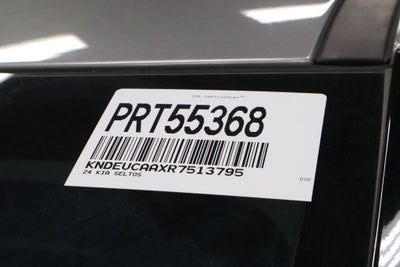 PRT55368
KNDEUCAAXR7513795
24 KIA SELTOS